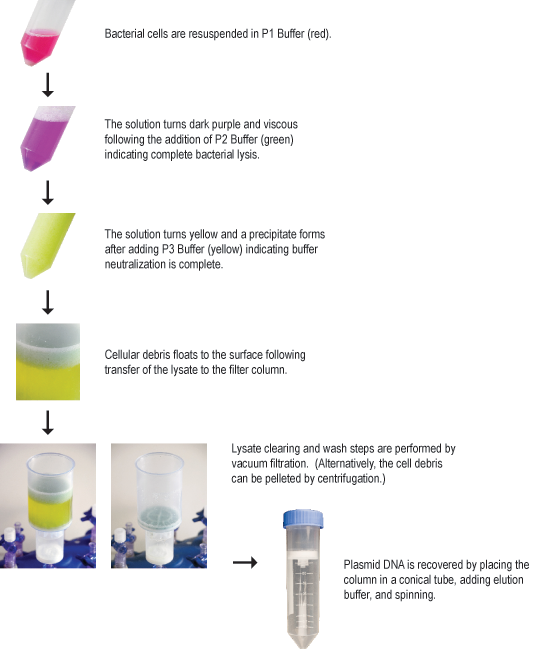 Bacterial cells are resuspended in P1 Buffer (red).
The solution turns dark purple and viscous
following the addition of P2 Buffer (green)
indicating complete bacterial lysis.
The solution turns yellow and a precipitate forms
after adding P3 Buffer (yellow) indicating buffer
neutralization is complete.
Cellular debris floats to the surface following
transfer of the lysate to the filter column.
Lysate clearing and wash steps are performed by
vacuum filtration.  (Alternatively, the cell debris
can be pelleted by centrifugation.)
Plasmid DNA is recovered by placing the
column in a conical tube, adding elution
buffer, and spinning.